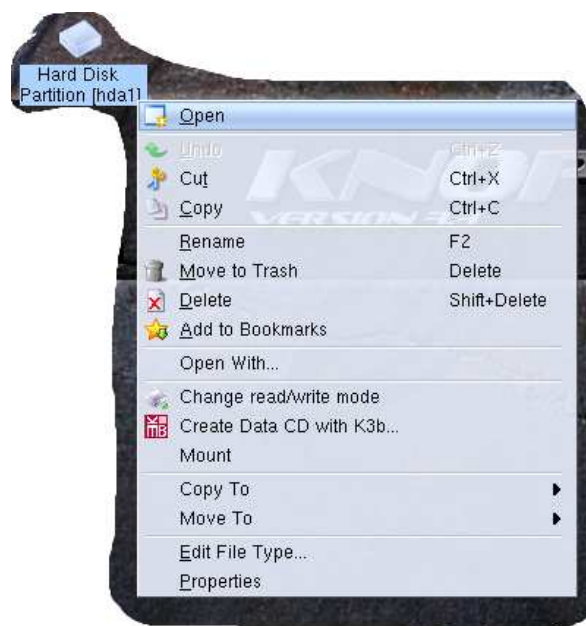 Hard Disk
Partition [hda1]
Open
Undo Ctrl+Z
Cut Ctrl+X
Copy Ctrl+C
Rename F2
Move to Trash Delete
Delete Shift+Delete
Add to Bookmarks
Open With...
Change read/write mode
Create Data CD with K3b...
Mount
Copy To
Move To
Edit File Type...
Properties
KNOP
VERSION